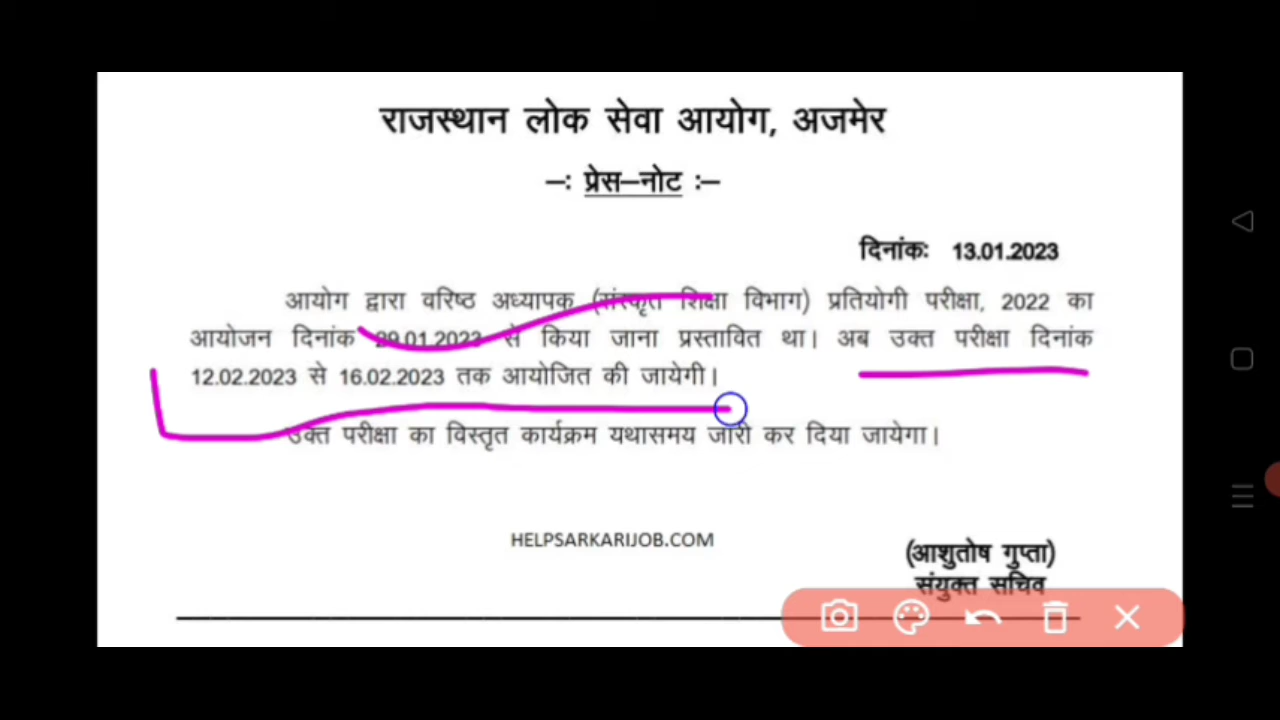 राजस्थान लोक सेवा आयोग, अजमेर
—: प्रेस—नोट :—
दिनांकः 13.01.2023
आयोग द्वारा वरिष्ठ अध्यापक (संस्कृत शिक्षा विभाग) प्रतियोगी परीक्षा, 2022 का
आयोजन दिनांक 29.01.2023 से किया जाना प्रस्तावित था। अब उक्त परीक्षा दिनांक
12.02.2023 से 16.02.2023 तक आयोजित की जायेगी।
उक्त परीक्षा का विस्तृत कार्यक्रम यथासमय जारी कर दिया जायेगा।
HELPSARKARIJOB.COM
(आशुतोष गुप्ता)
संयुक्त सचिव